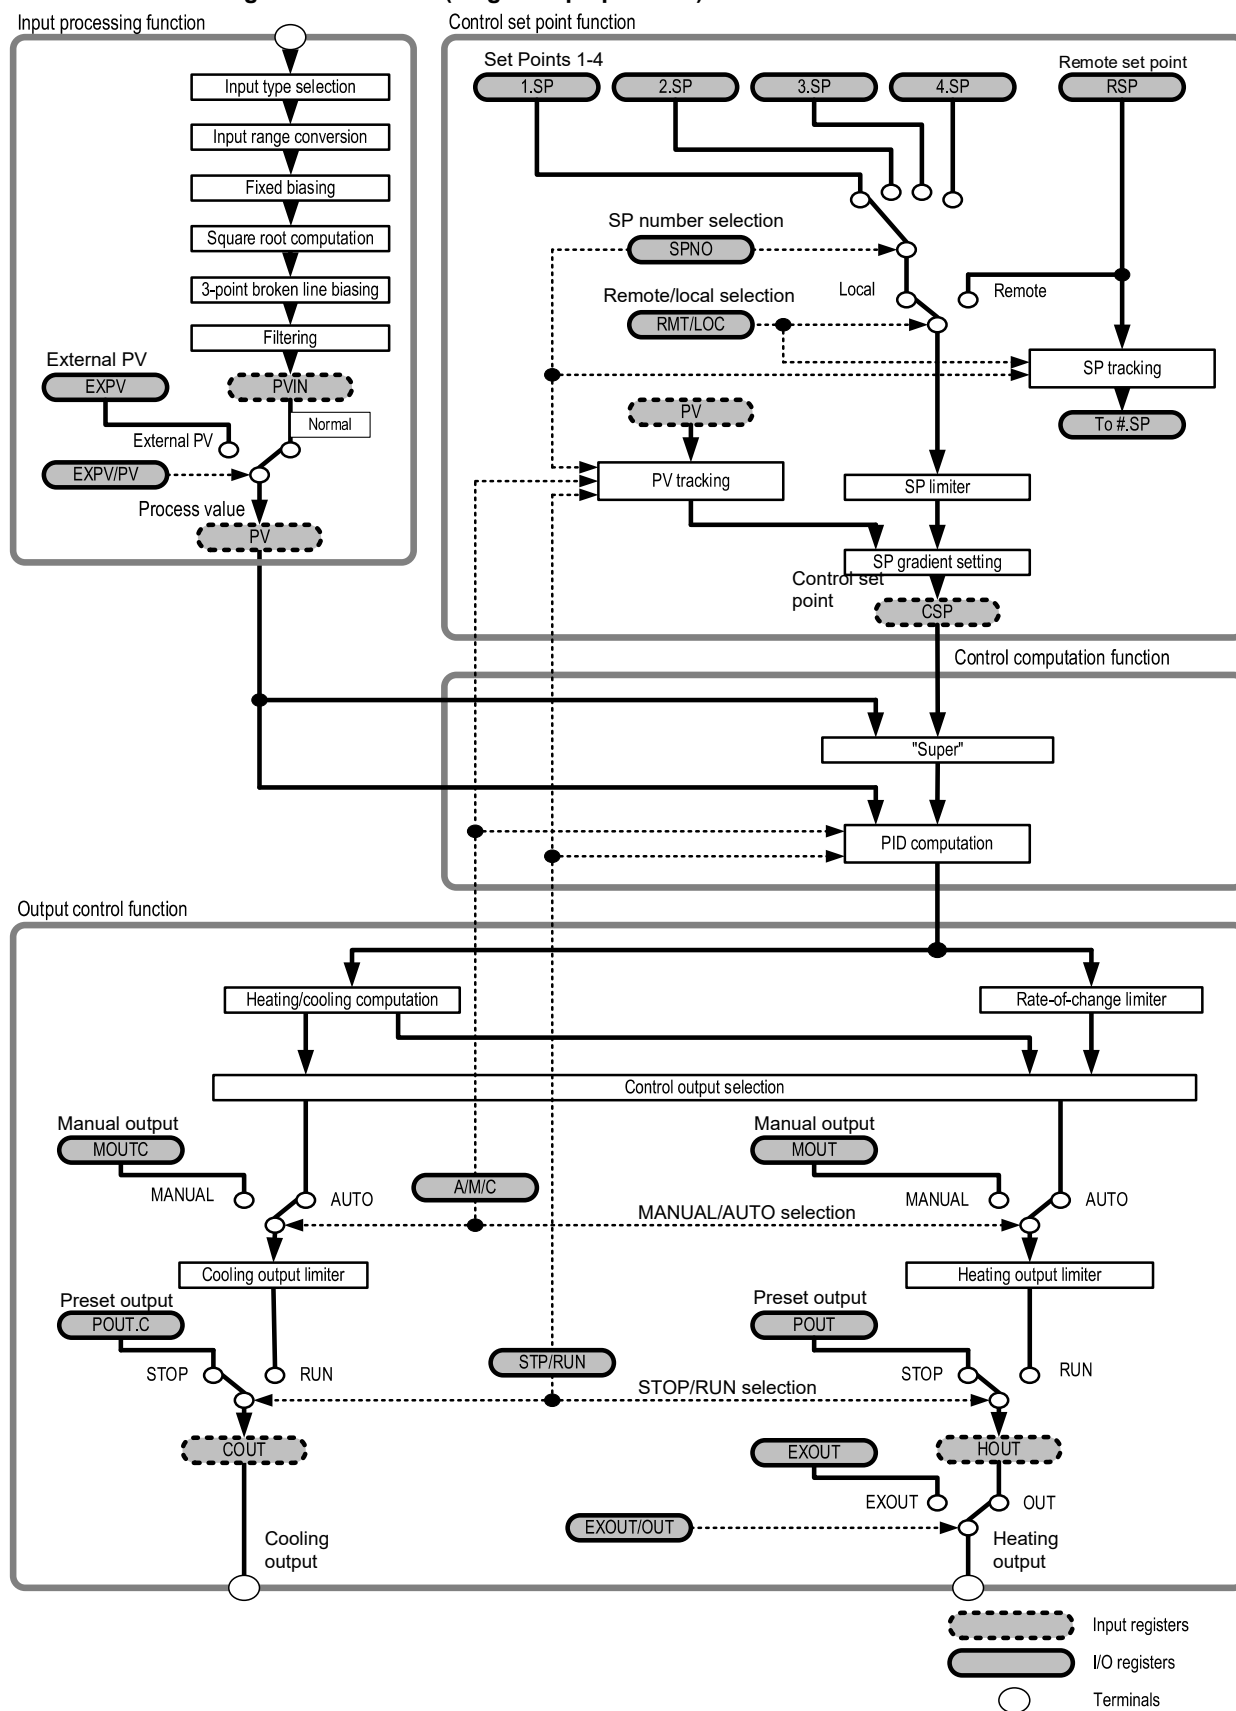 Input processing function
Control set point function
Set Points 1-4
Remote set point
1.SP
2.SP
3.SP
4.SP
RSP
Input type selection
Input range conversion
Fixed biasing
Square root computation
3-point broken line biasing
Filtering
External PV
EXPV
PVIN
Normal
External PV
EXPV/PV
Process value
PV
SP number selection
SPNO
Local
Remote
Remote/local selection
RMT/LOC
SP tracking
To #.SP
PV
PV tracking
SP limiter
SP gradient setting
Control set
point
CSP
Control computation function
"Super"
PID computation
Output control function
Heating/cooling computation
Rate-of-change limiter
Control output selection
Manual output
MOUTC
MANUAL
AUTO
A/M/C
Manual output
MOUT
MANUAL
AUTO
MANUAL/AUTO selection
Cooling output limiter
Heating output limiter
Preset output
POUT.C
STOP
RUN
STP/RUN
Preset output
POUT
STOP
RUN
STOP/RUN selection
COUT
EXOUT
HOUT
EXOUT
OUT
EXOUT/OUT
Cooling
output
Heating
output
Input registers
I/O registers
Terminals